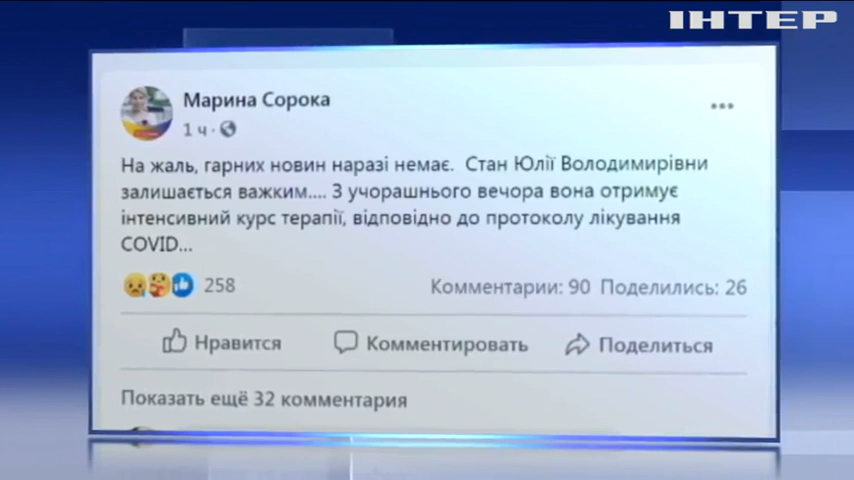 ІНТЕР
Марина Сорока
1 ч ·
На жаль, гарних новин наразі немає. Стан Юлії Володимирівни
залишається важким.... З учорашнього вечора вона отримує
інтенсивний курс терапії, відповідно до протоколу лікування
COVID...
258
Комментарии: 90 Поделились: 26
Нравится Комментировать Поделиться
Показать ещё 32 комментария